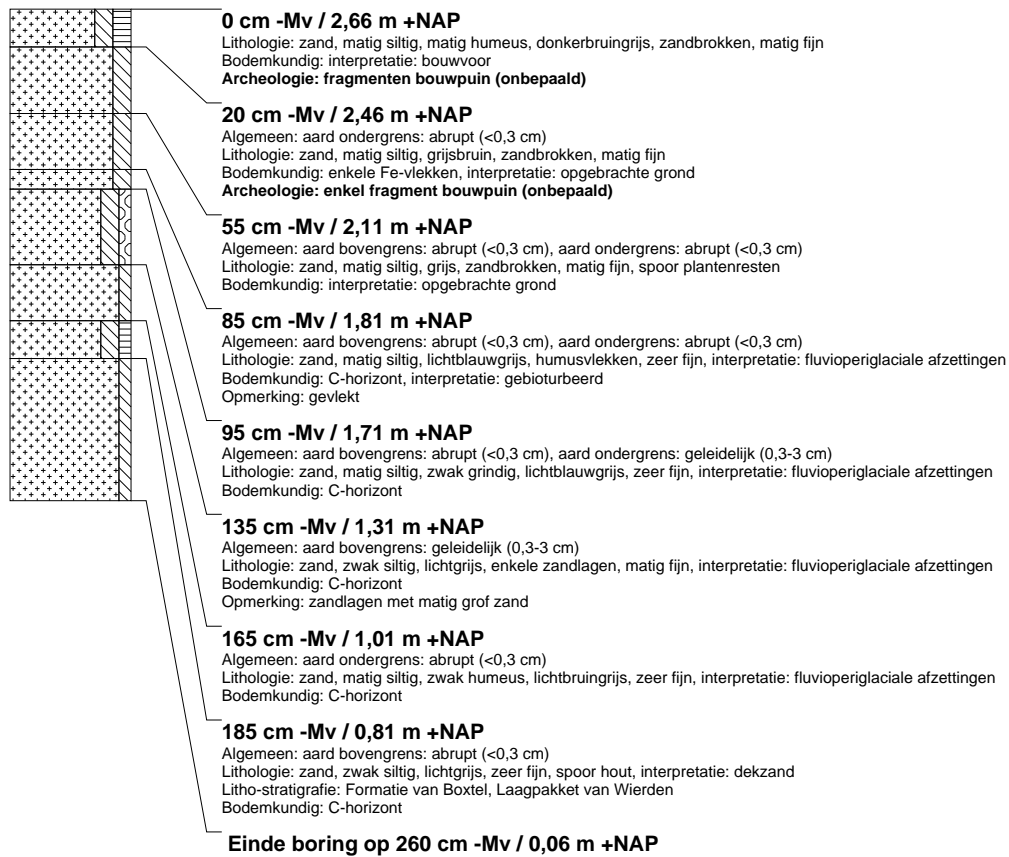 0 cm -Mv / 2,66 m +NAP
Lithologie: zand, matig siltig, matig humeus, donkerbruingrijs, zandbrokken, matig fijn
Bodemkundig: interpretatie: bouwvoor
Archeologie: fragmenten bouwpuin (onbepaald)
20 cm -Mv / 2,46 m +NAP
Algemeen: aard ondergrens: abrupt (<0,3 cm)
Lithologie: zand, matig siltig, grijsbruin, zandbrokken, matig fijn
Bodemkundig: enkele Fe-vlekken, interpretatie: opgebrachte grond
Archeologie: enkel fragment bouwpuin (onbepaald)
55 cm -Mv / 2,11 m +NAP
Algemeen: aard bovengrens: abrupt (<0,3 cm), aard ondergrens: abrupt (<0,3 cm)
Lithologie: zand, matig siltig, grijs, zandbrokken, matig fijn, spoor plantenresten
Bodemkundig: interpretatie: opgebrachte grond
85 cm -Mv / 1,81 m +NAP
Algemeen: aard bovengrens: abrupt (<0,3 cm), aard ondergrens: abrupt (<0,3 cm)
Lithologie: zand, matig siltig, lichtblauwgrijs, humusvlekken, zeer fijn, interpretatie: fluvioperiglaciale afzettingen
Bodemkundig: C-horizont, interpretatie: gebioturbeerd
Opmerking: gevlekt
95 cm -Mv / 1,71 m +NAP
Algemeen: aard bovengrens: abrupt (<0,3 cm), aard ondergrens: geleidelijk (0,3-3 cm)
Lithologie: zand, matig siltig, zwak grindig, lichtblauwgrijs, zeer fijn, interpretatie: fluvioperiglaciale afzettingen
Bodemkundig: C-horizont
135 cm -Mv / 1,31 m +NAP
Algemeen: aard bovengrens: geleidelijk (0,3-3 cm)
Lithologie: zand, zwak siltig, lichtgrijs, enkele zandlagen, matig fijn, interpretatie: fluvioperiglaciale afzettingen
Bodemkundig: C-horizont
Opmerking: zandlagen met matig grof zand
165 cm -Mv / 1,01 m +NAP
Algemeen: aard ondergrens: abrupt (<0,3 cm)
Lithologie: zand, matig siltig, zwak humeus, lichtbruingrijs, zeer fijn, interpretatie: fluvioperiglaciale afzettingen
Bodemkundig: C-horizont
185 cm -Mv / 0,81 m +NAP
Algemeen: aard bovengrens: abrupt (<0,3 cm)
Lithologie: zand, zwak siltig, lichtgrijs, zeer fijn, spoor hout, interpretatie: dekzand
Litho-stratigrafie: Formatie van Boxtel, Laagpakket van Wierden
Bodemkundig: C-horizont
Einde boring op 260 cm -Mv / 0,06 m +NAP